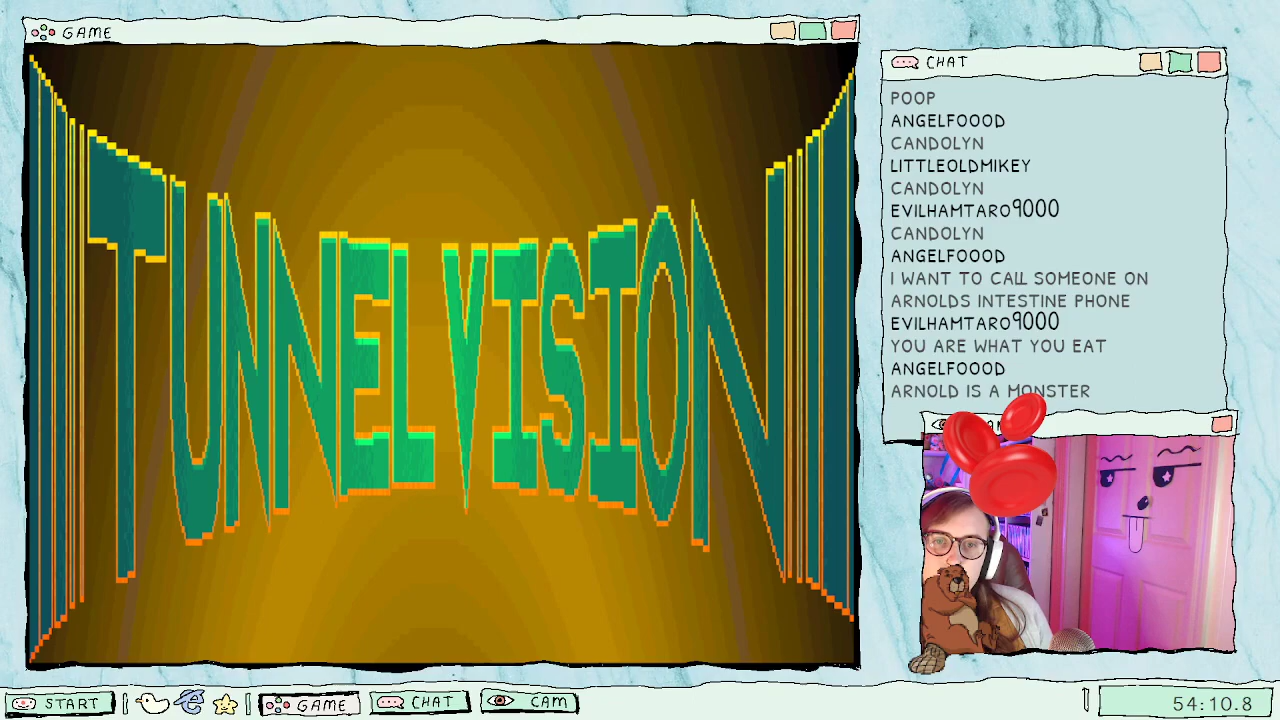 GAME
TUNNEL VISION
CHAT
POOP
ANGELFOOOD
CANDOLYN
LITTLEOLDMIKEY
CANDOLYN
EVILHAMTARO9000
CANDOLYN
ANGELFOOOD
I WANT TO CALL SOMEONE ON
ARNOLDS INTESTINE PHONE
EVILHAMTARO9000
YOU ARE WHAT YOU EAT
ANGELFOOOD
ARNOLD IS A MONSTER
START
GAME
CHAT
CAM
54:10.8